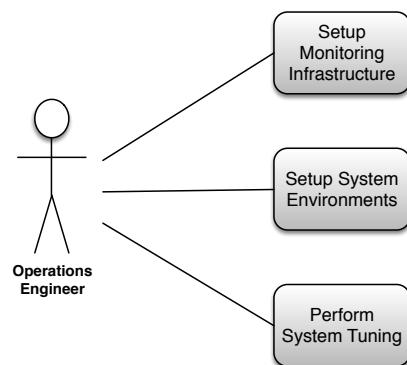 Setup
Monitoring
Infrastructure
Setup System
Environments
Operations
Engineer
Perform
System Tuning